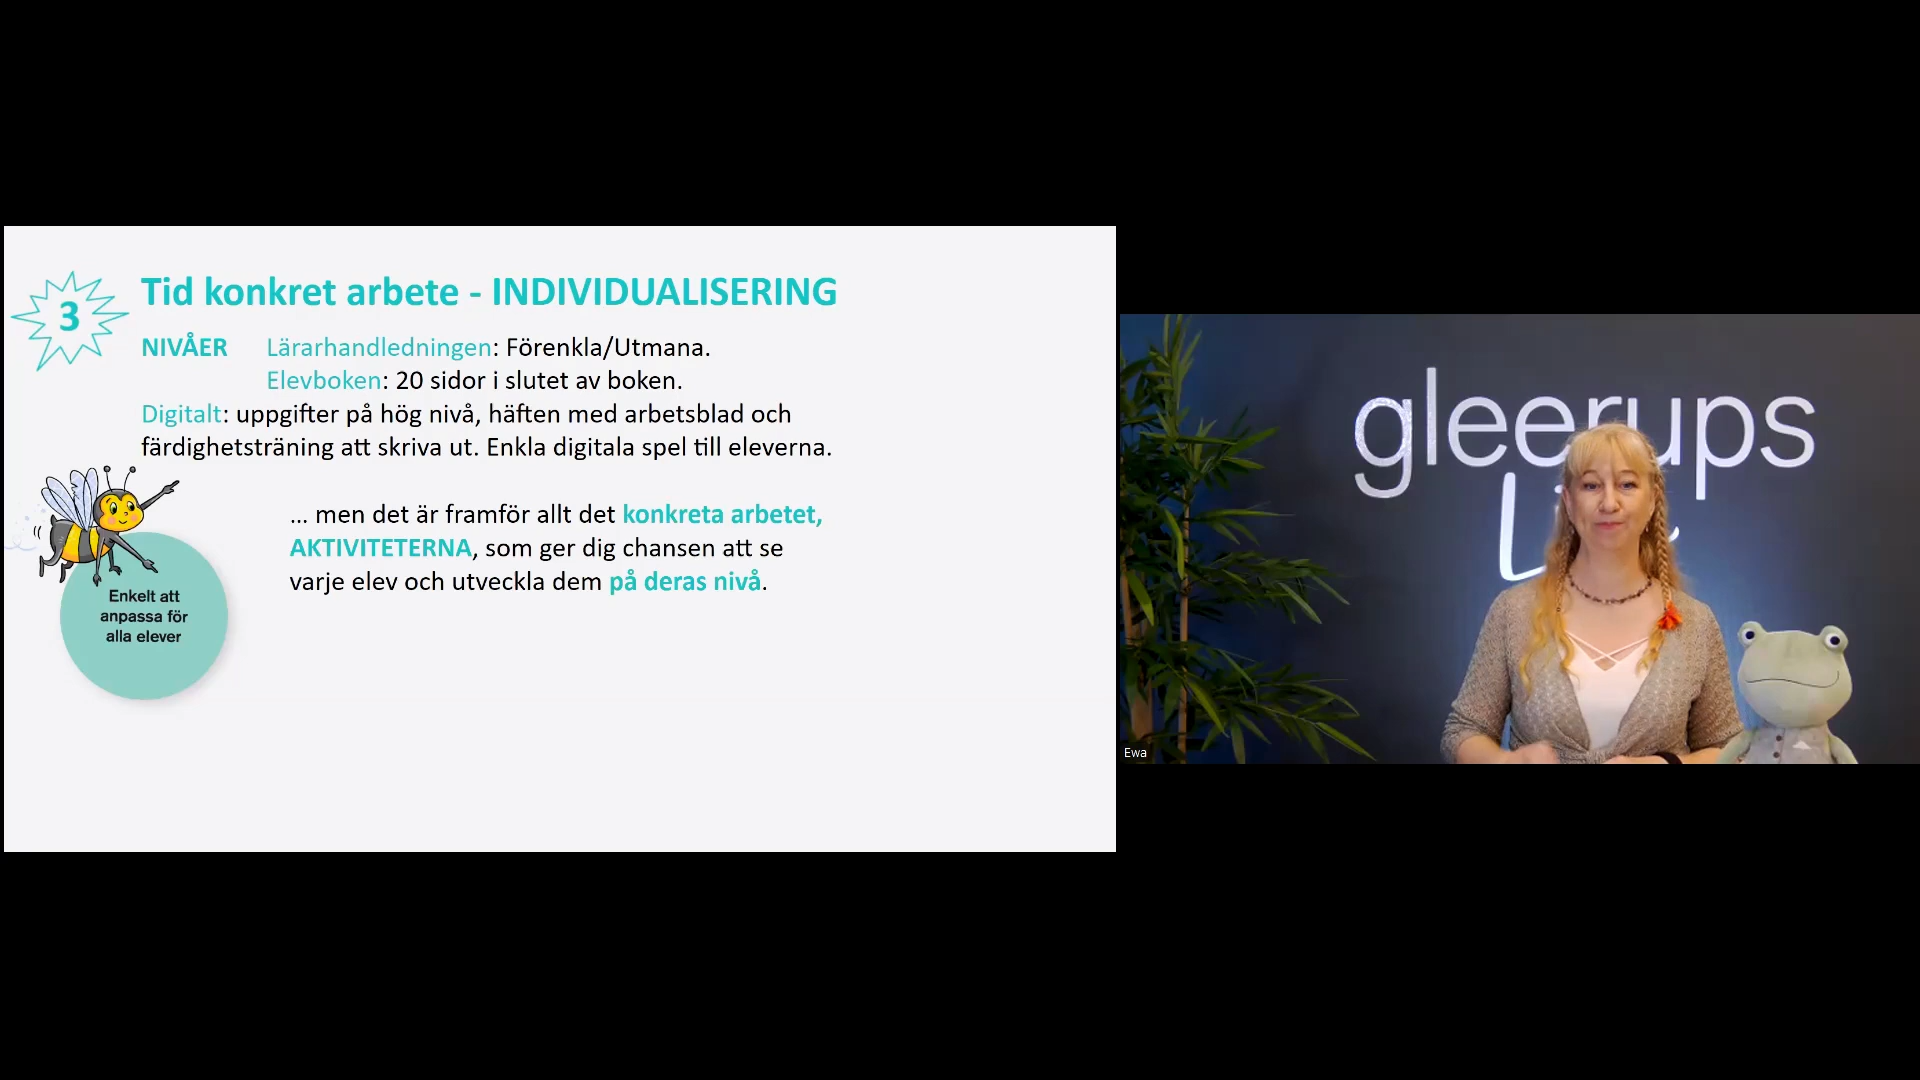 3
Tid konkret arbete - INDIVIDUALISERING
NIVÅER Lärarhandledningen: Förenkla/Utmana.
Elevboken: 20 sidor i slutet av boken.
Digitalt: uppgifter på hög nivå, häften med arbetsblad och
färdighetsträning att skriva ut. Enkla digitala spel till eleverna.
... men det är framför allt det konkreta arbetet,
AKTIVITETERNA, som ger dig chansen att se
varje elev och utveckla dem på deras nivå.
Enkelt att
anpassa för
alla elever
gleerups
Ewa